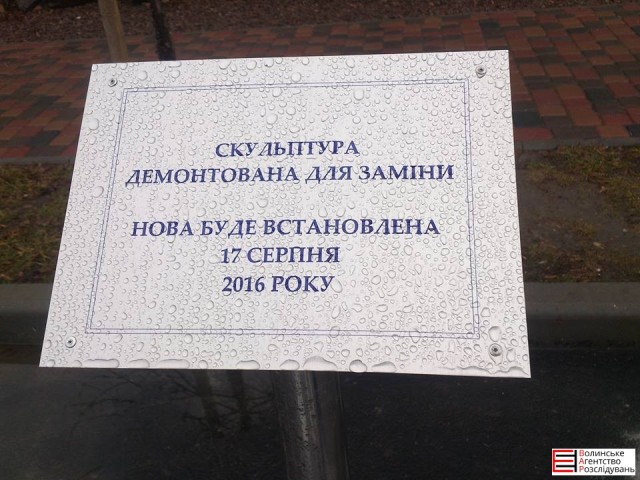 СКУЛЬПТУРА
ДЕМОНТОВАНА ДЛЯ ЗАМІНИ
НОВА БУДЕ ВСТАНОВЛЕНА
17 СЕРПНЯ
2016 РОКУ
Волинське
Агентство
Розслідувань